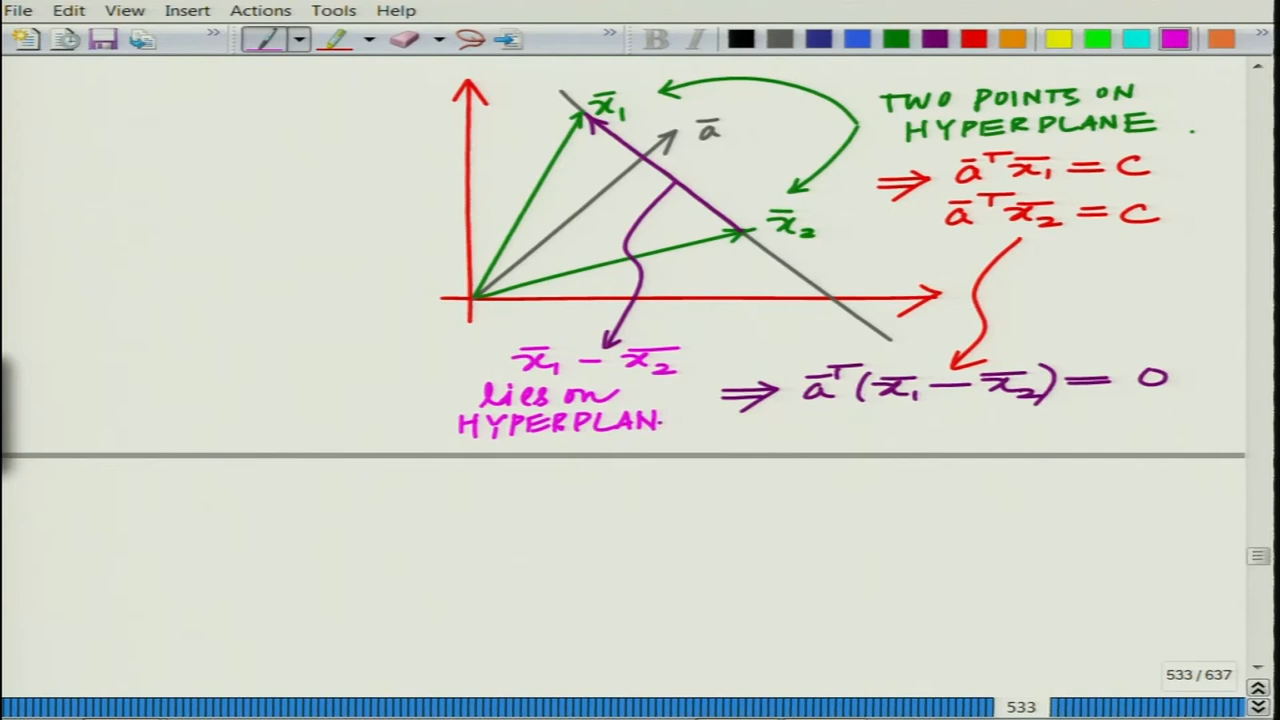 File Edit View Insert Actions Tools Help
x̄₁
ā
x̄₂
TWO POINTS ON
HYPERPLANE .
⇒ āᵀx̄₁ = C
āᵀx̄₂ = C
x̄₁ - x̄₂
lies on
HYPERPLAN.
⇒ āᵀ(x̄₁ - x̄₂) = 0
533 / 637
533